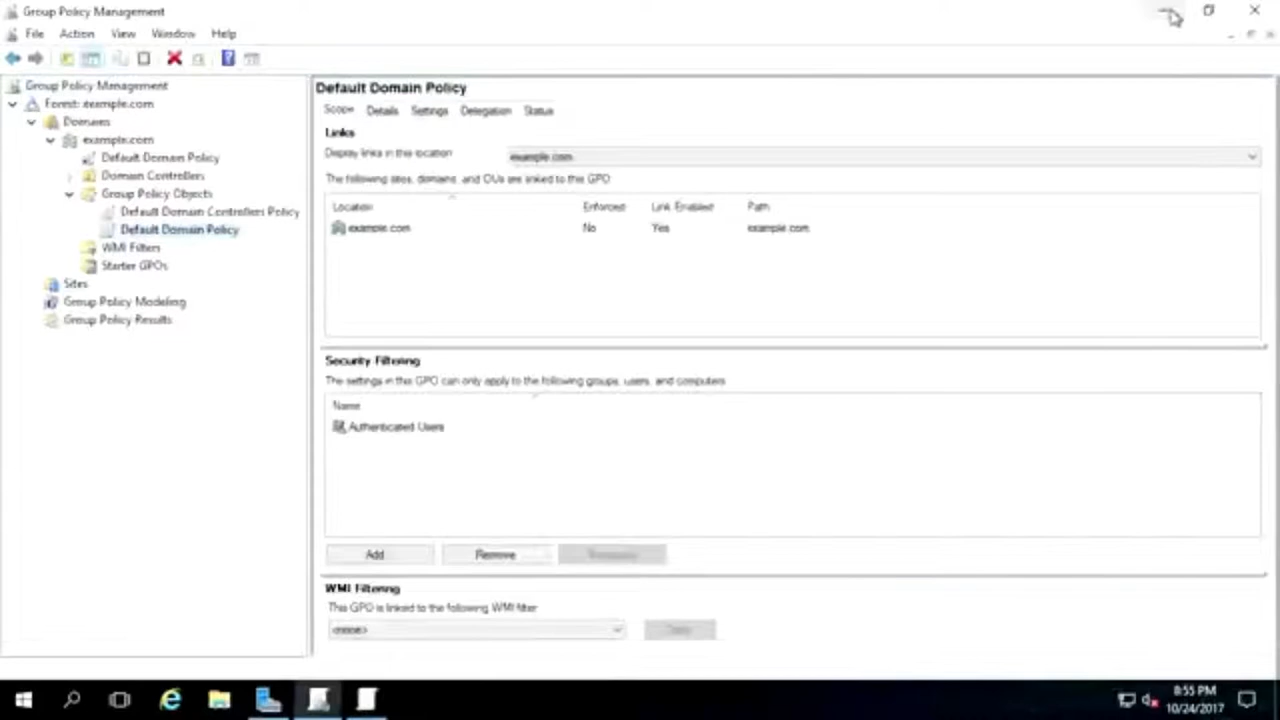 Group Policy Management
File Action View Window Help
Group Policy Management
Forest: example.com
Domains
example.com
Default Domain Policy
Domain Controllers
Group Policy Objects
Default Domain Controllers Policy
Default Domain Policy
WMI Filters
Starter GPOs
Sites
Group Policy Modeling
Group Policy Results
Default Domain Policy
Scope Details Settings Delegation Status
Links
Display links in this location
example.com
The following sites, domains, and OUs are linked to this GPO
Location Enforced Link Enabled Path
example.com No Yes example.com
Security Filtering
The settings in this GPO can only apply to the following groups, users, and computers
Name
Authenticated Users
Add Remove
WMI Filtering
This GPO is linked to the following WMI filter
<none>
8:55 PM
10/24/2017